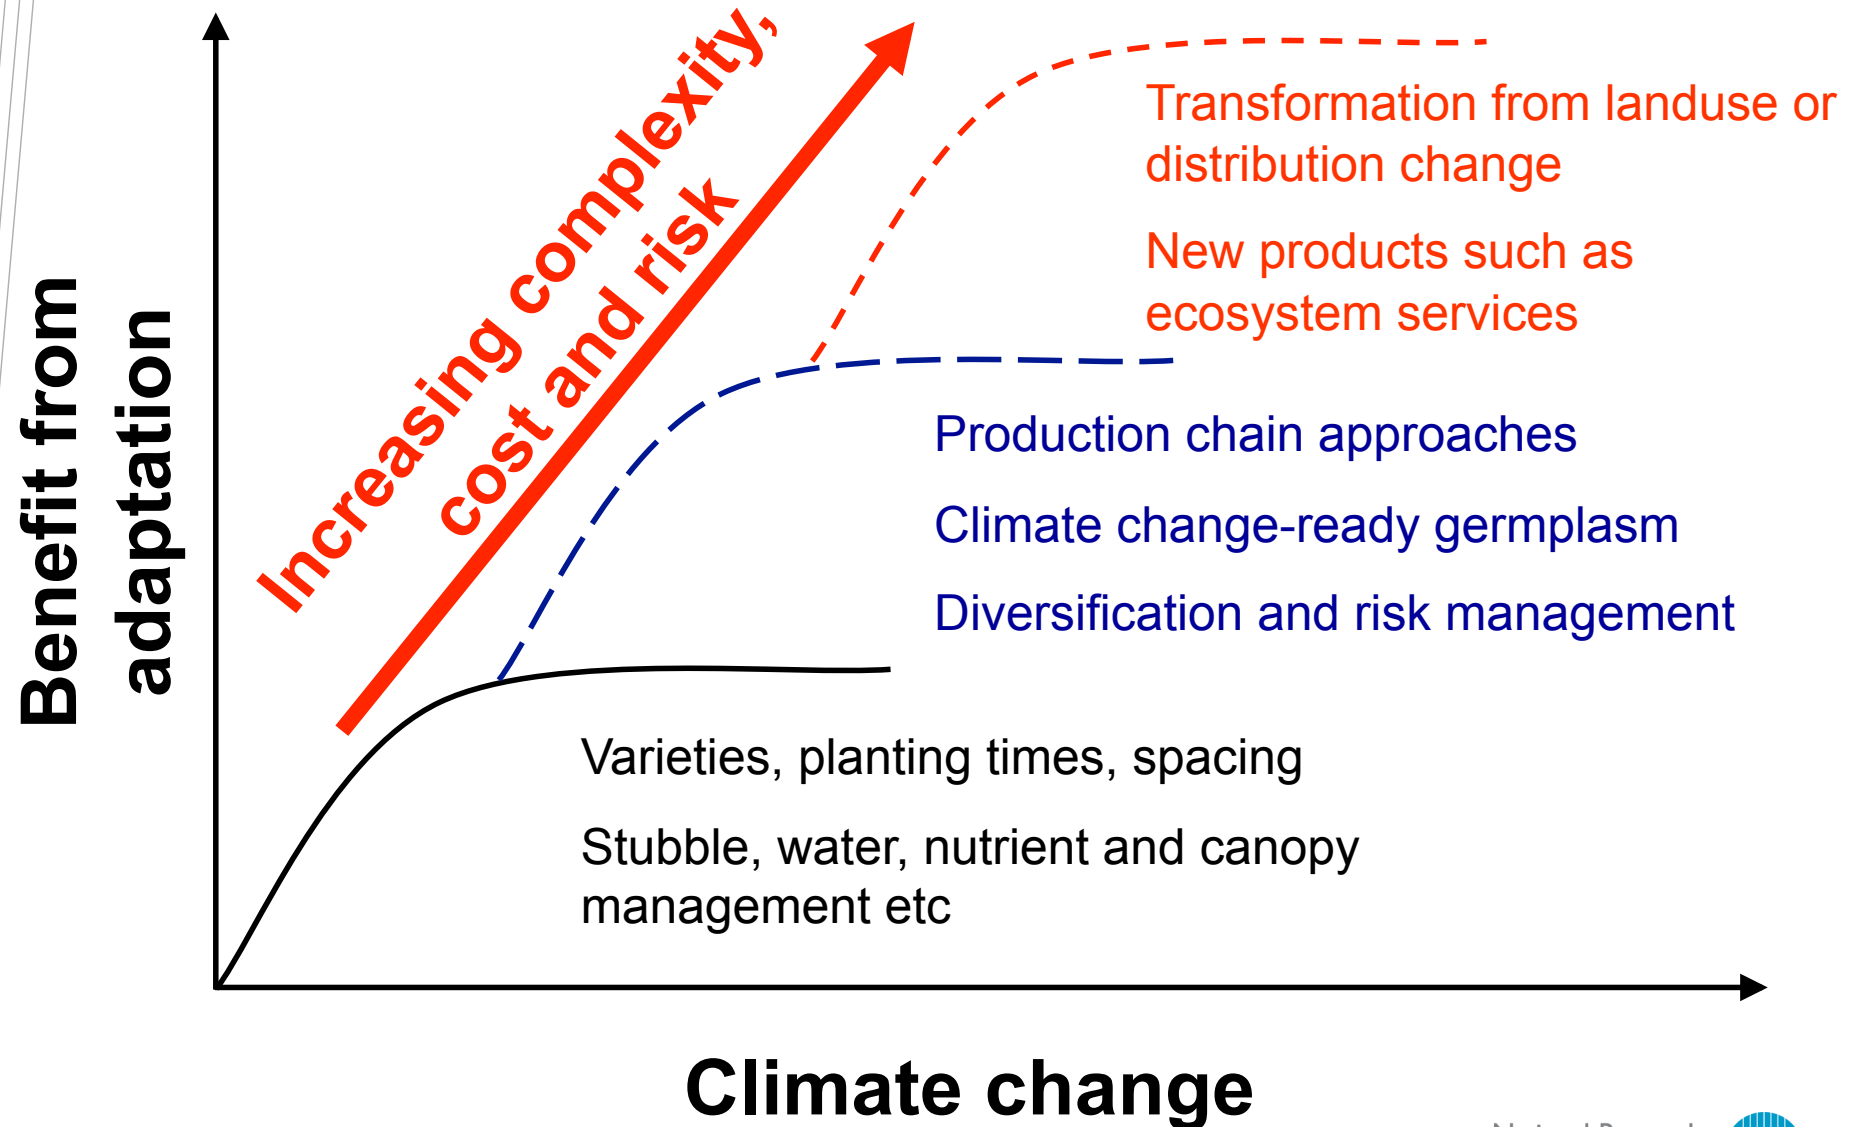 Benefit from
adaptation
Increasing complexity,
cost and risk
Transformation from landuse or
distribution change
New products such as
ecosystem services
Production chain approaches
Climate change-ready germplasm
Diversification and risk management
Varieties, planting times, spacing
Stubble, water, nutrient and canopy
management etc
Climate change